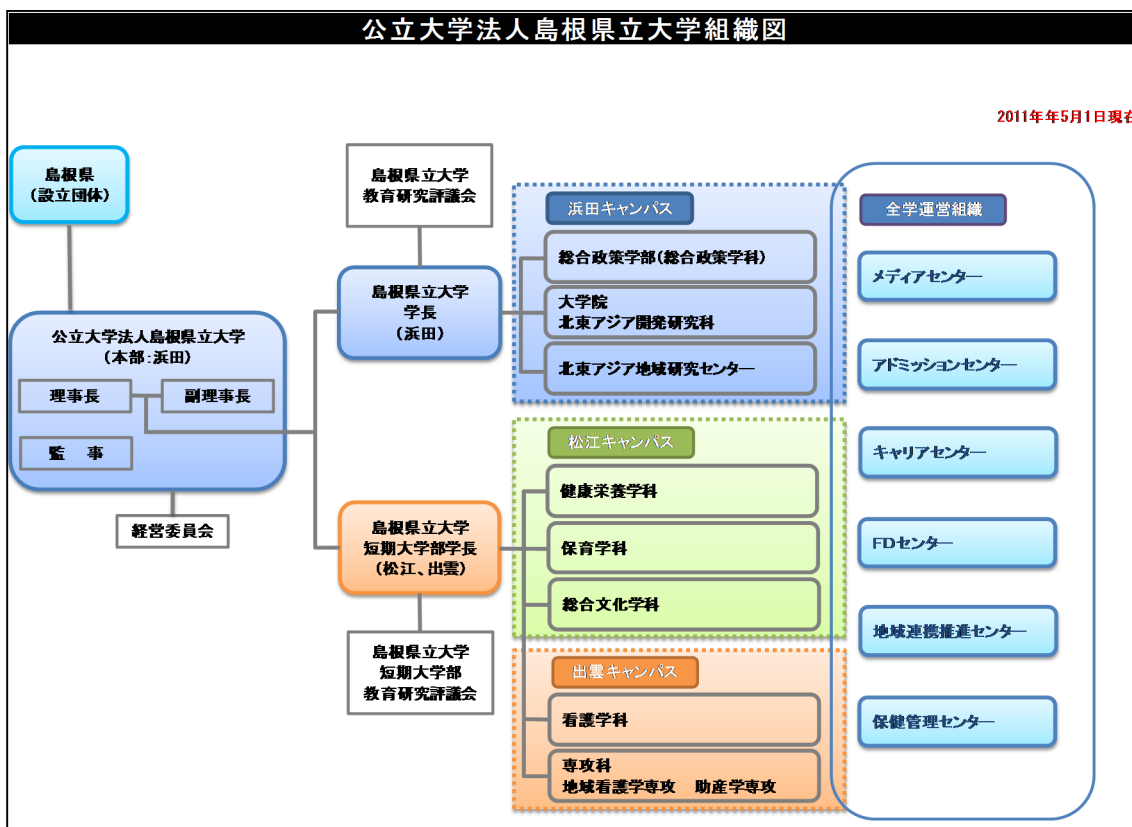 公立大学法人島根県立大学組織図
2011年年5月1日現在
島根県
(設立団体)
島根県立大学
教育研究評議会
公立大学法人島根県立大学
(本部:浜田)
理事長
副理事長
監　事
経営委員会
島根県立大学
学長
(浜田)
島根県立大学
短期大学部学長
(松江、出雲)
島根県立大学
短期大学部
教育研究評議会
浜田キャンパス
総合政策学部(総合政策学科)
大学院
北東アジア開発研究科
北東アジア地域研究センター
松江キャンパス
健康栄養学科
保育学科
総合文化学科
出雲キャンパス
看護学科
専攻科
地域看護学専攻　助産学専攻
全学運営組織
メディアセンター
アドミッションセンター
キャリアセンター
FDセンター
地域連携推進センター
保健管理センター